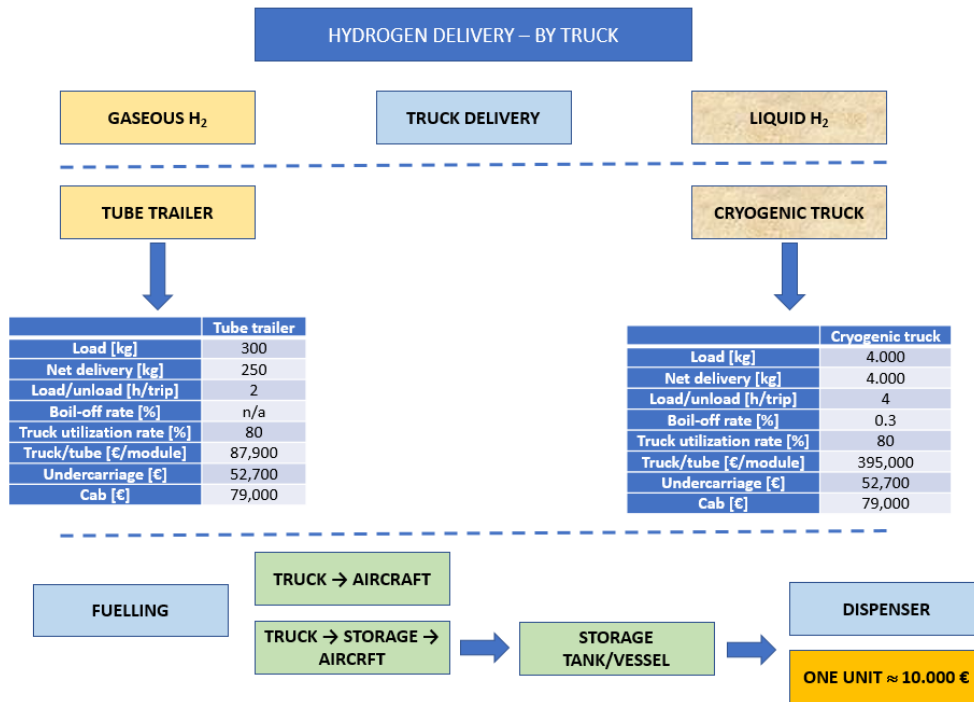 HYDROGEN DELIVERY – BY TRUCK
GASEOUS H₂
TRUCK DELIVERY
LIQUID H₂
TUBE TRAILER
CRYOGENIC TRUCK
Tube trailer
Load [kg] 300
Net delivery [kg] 250
Load/unload [h/trip] 2
Boil-off rate [%] n/a
Truck utilization rate [%] 80
Truck/tube [€/module] 87,900
Undercarriage [€] 52,700
Cab [€] 79,000
Cryogenic truck
Load [kg] 4.000
Net delivery [kg] 4.000
Load/unload [h/trip] 4
Boil-off rate [%] 0.3
Truck utilization rate [%] 80
Truck/tube [€/module] 395,000
Undercarriage [€] 52,700
Cab [€] 79,000
FUELLING
TRUCK → AIRCRAFT
TRUCK → STORAGE →
AIRCRFT
STORAGE
TANK/VESSEL
DISPENSER
ONE UNIT ≈ 10.000 €